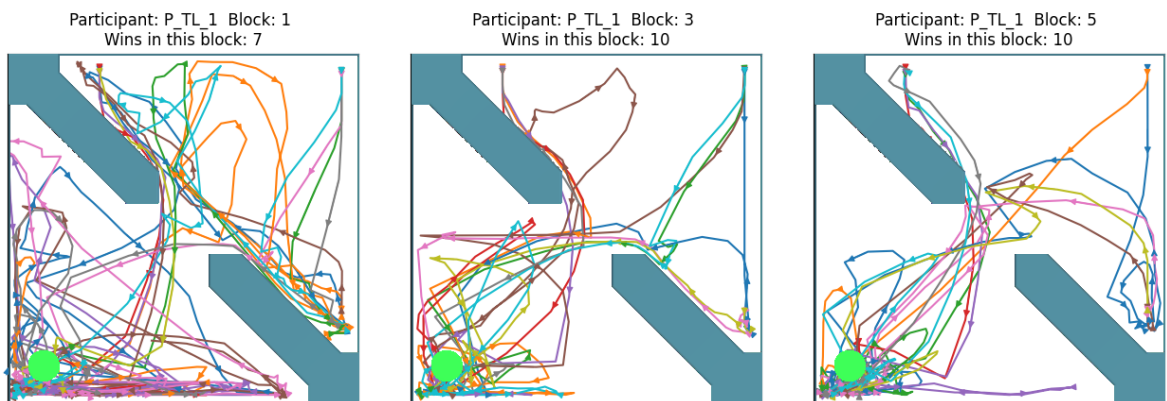 Participant: P_TL_1  Block: 1
Wins in this block: 7
Participant: P_TL_1  Block: 3
Wins in this block: 10
Participant: P_TL_1  Block: 5
Wins in this block: 10